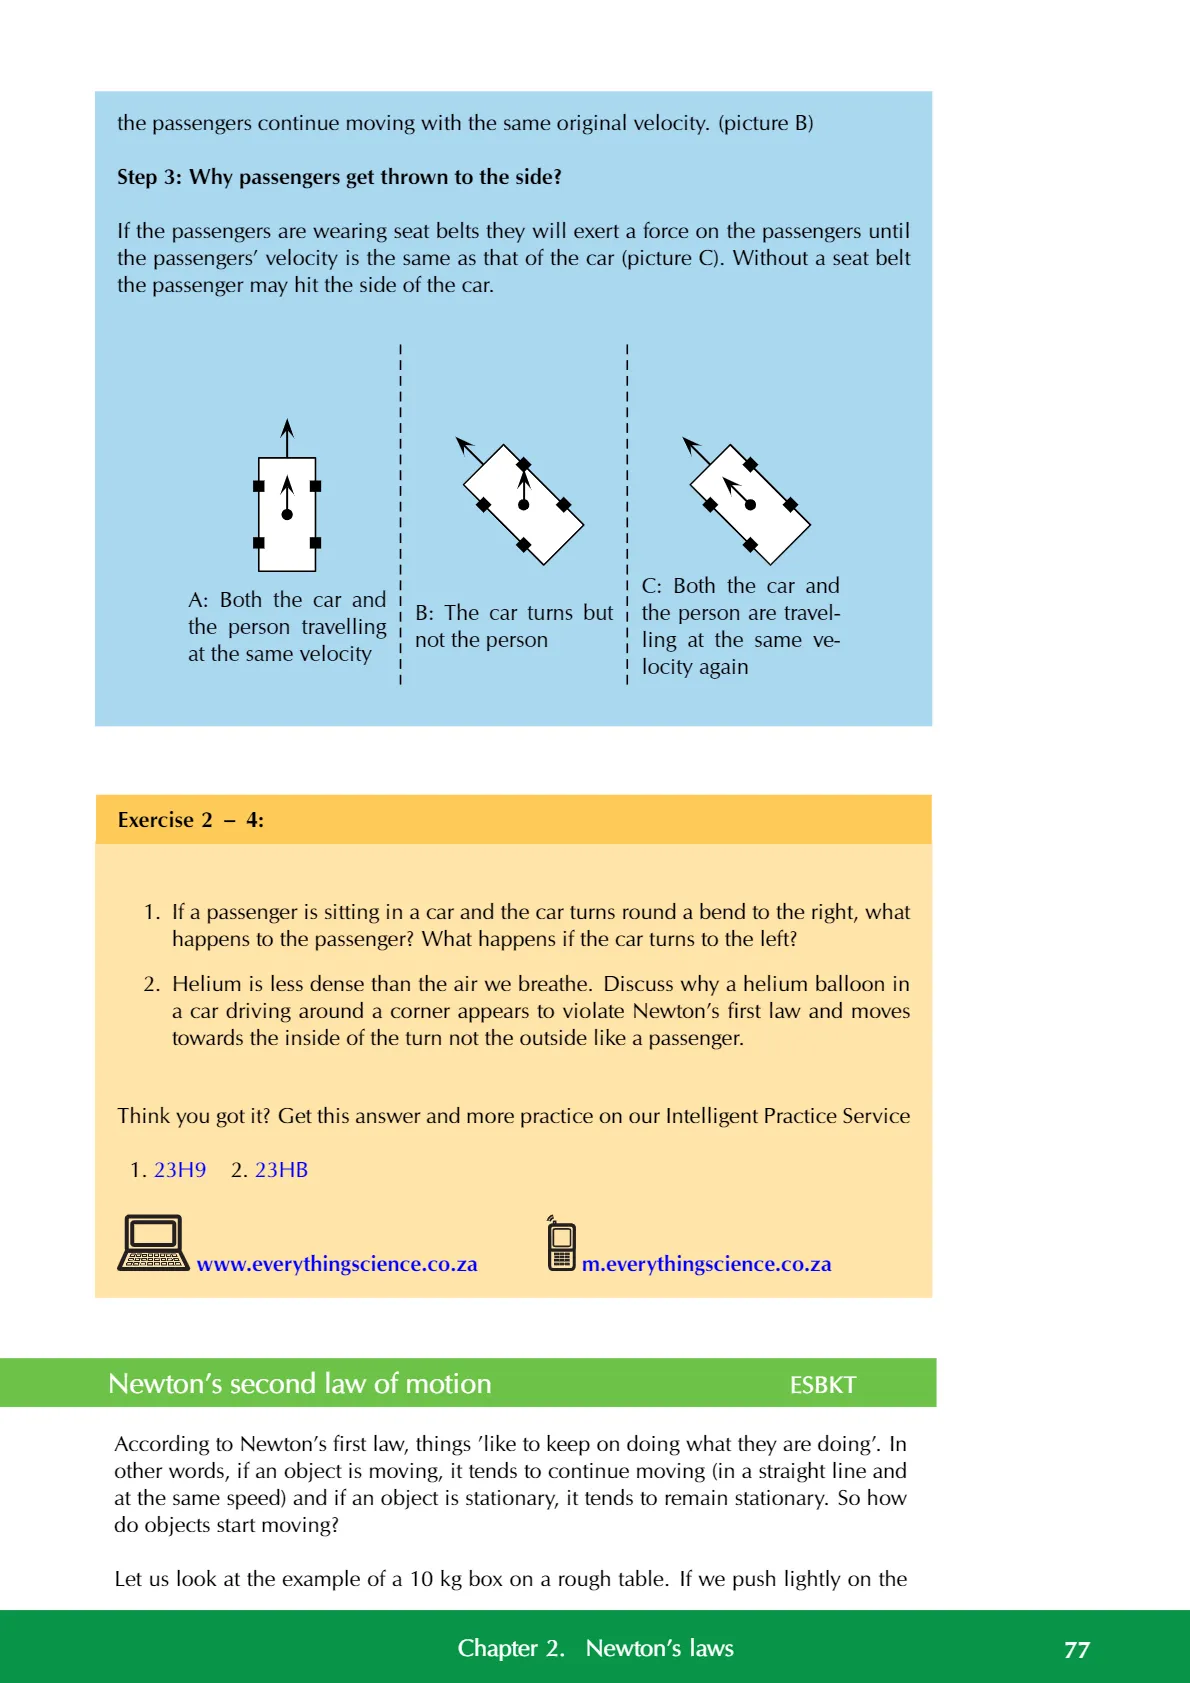 the passengers continue moving with the same original velocity. (picture B)
Step 3: Why passengers get thrown to the side?
If the passengers are wearing seat belts they will exert a force on the passengers until
the passengers’ velocity is the same as that of the car (picture C). Without a seat belt
the passenger may hit the side of the car.
A: Both the car and
the person travelling
at the same velocity
B: The car turns but
not the person
C: Both the car and
the person are travel-
ling at the same ve-
locity again
Exercise 2 – 4:
1. If a passenger is sitting in a car and the car turns round a bend to the right, what
happens to the passenger? What happens if the car turns to the left?
2. Helium is less dense than the air we breathe. Discuss why a helium balloon in
a car driving around a corner appears to violate Newton’s first law and moves
towards the inside of the turn not the outside like a passenger.
Think you got it? Get this answer and more practice on our Intelligent Practice Service
1. 23H9 2. 23HB
www.everythingscience.co.za m.everythingscience.co.za
Newton’s second law of motion ESBKT
According to Newton’s first law, things ’like to keep on doing what they are doing’. In
other words, if an object is moving, it tends to continue moving (in a straight line and
at the same speed) and if an object is stationary, it tends to remain stationary. So how
do objects start moving?
Let us look at the example of a 10 kg box on a rough table. If we push lightly on the
Chapter 2. Newton’s laws 77